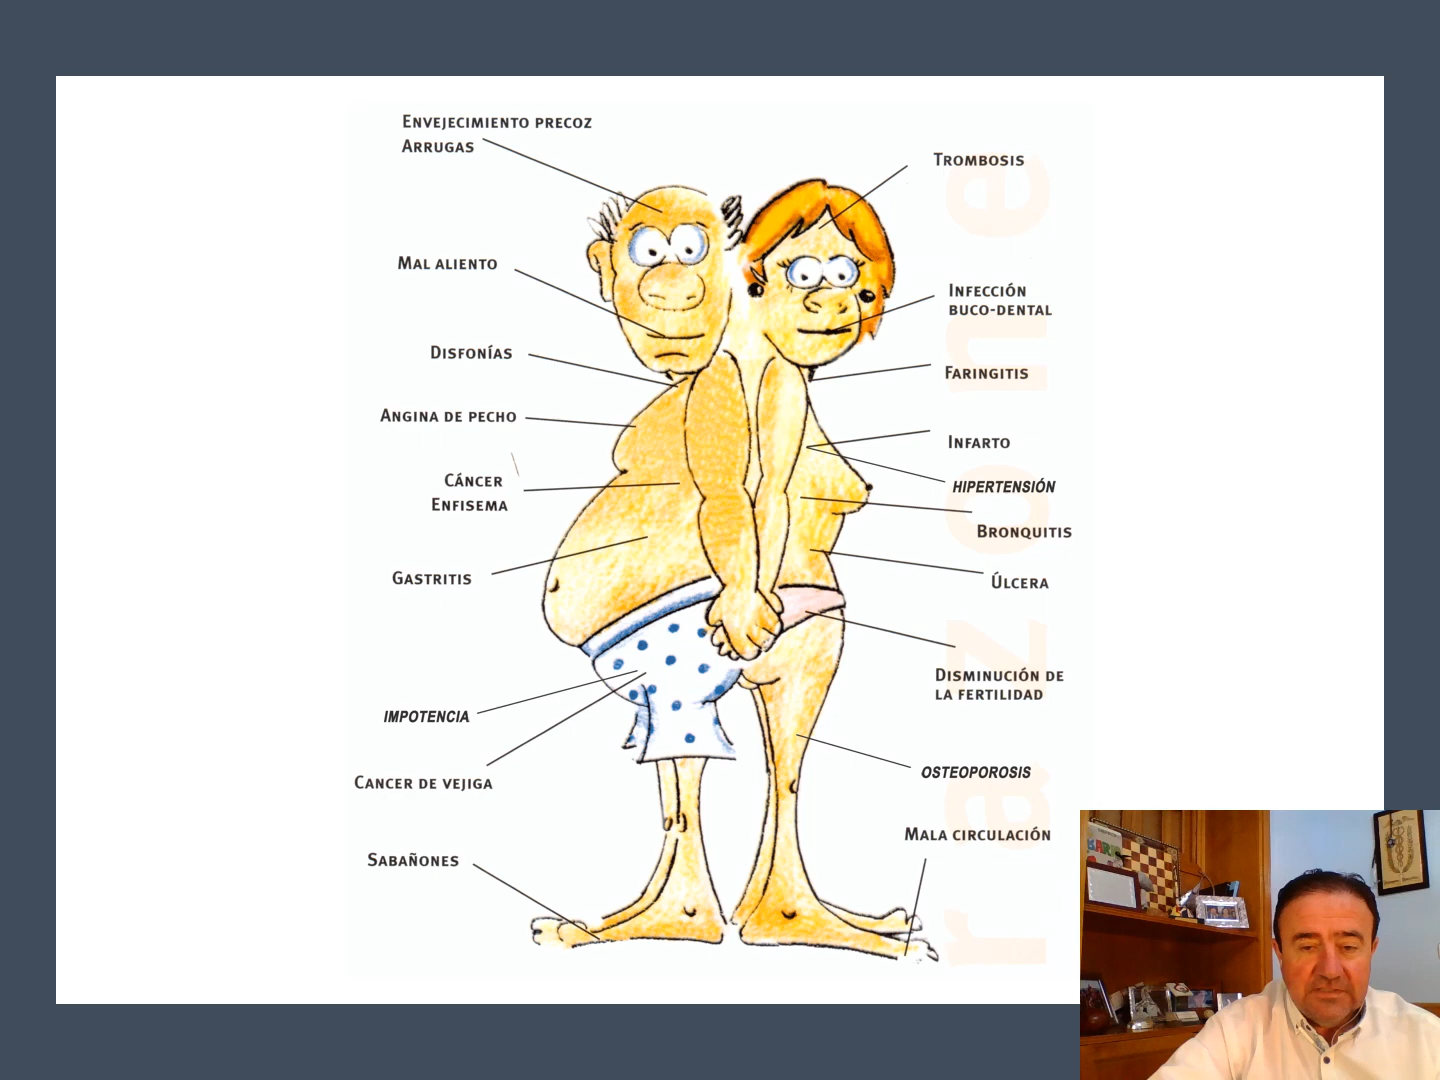 Envejecimiento precoz
Arrugas
Mal aliento
Disfonías
Angina de pecho
Cáncer
Enfisema
Gastritis
IMPOTENCIA
Cancer de vejiga
Sabañones
Trombosis
Infección
buco-dental
Faringitis
Infarto
HIPERTENSIÓN
Bronquitis
Úlcera
Disminución de
la fertilidad
OSTEOPOROSIS
Mala circulación
razone